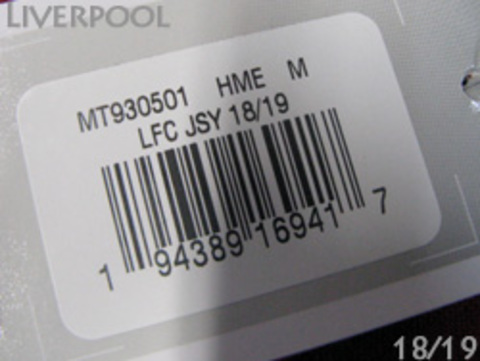 LIVERPOOL
MT930501 HME M
LFC JSY 18/19
1 94389 16941 7
18/19